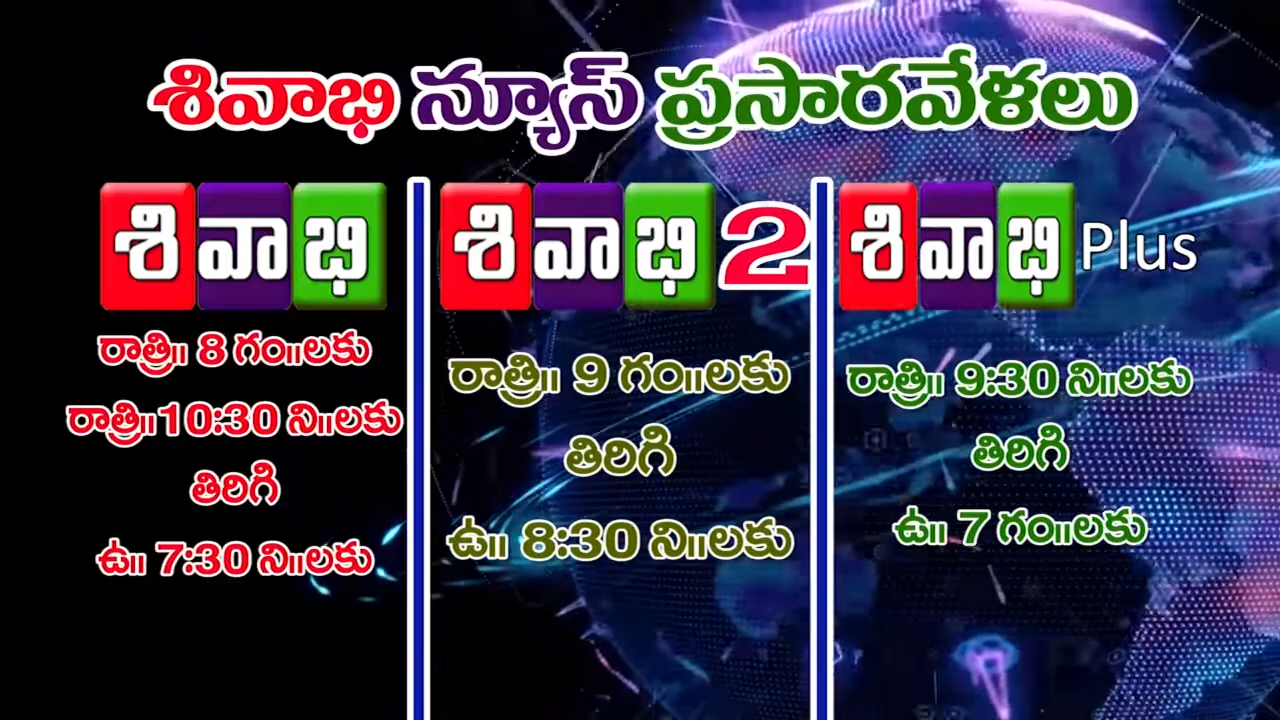 శివాభి న్యూస్ ప్రసారవేళలు
శివాభి
రాత్రి॥ 8 గం॥లకు
రాత్రి॥10:30 ని॥లకు
తిరిగి
ఉ॥ 7:30 ని॥లకు
శివాభి 2
రాత్రి॥ 9 గం॥లకు
తిరిగి
ఉ॥ 8:30 ని॥లకు
శివాభి Plus
రాత్రి॥ 9:30 ని॥లకు
తిరిగి
ఉ॥ 7 గం॥లకు